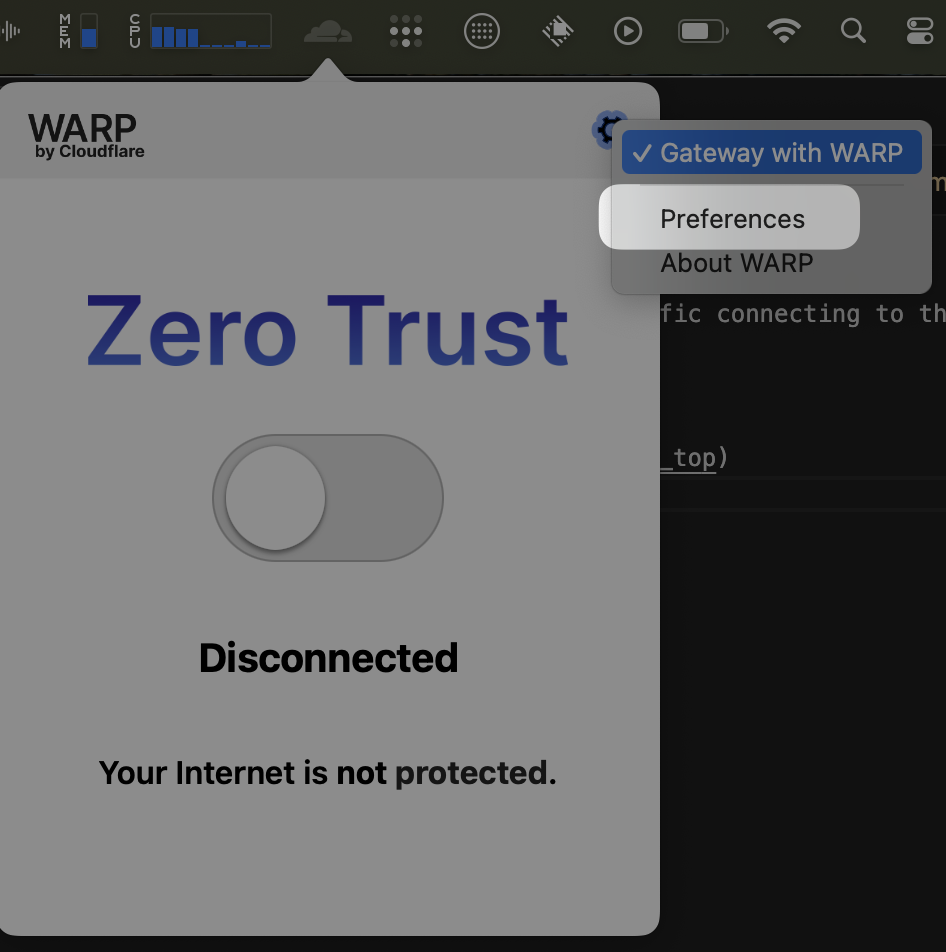 MEM
CPU
WARP
by Cloudflare
✓ Gateway with WARP
Preferences
About WARP
Zero Trust
fic connecting to th
_top)
Disconnected
Your Internet is not protected.